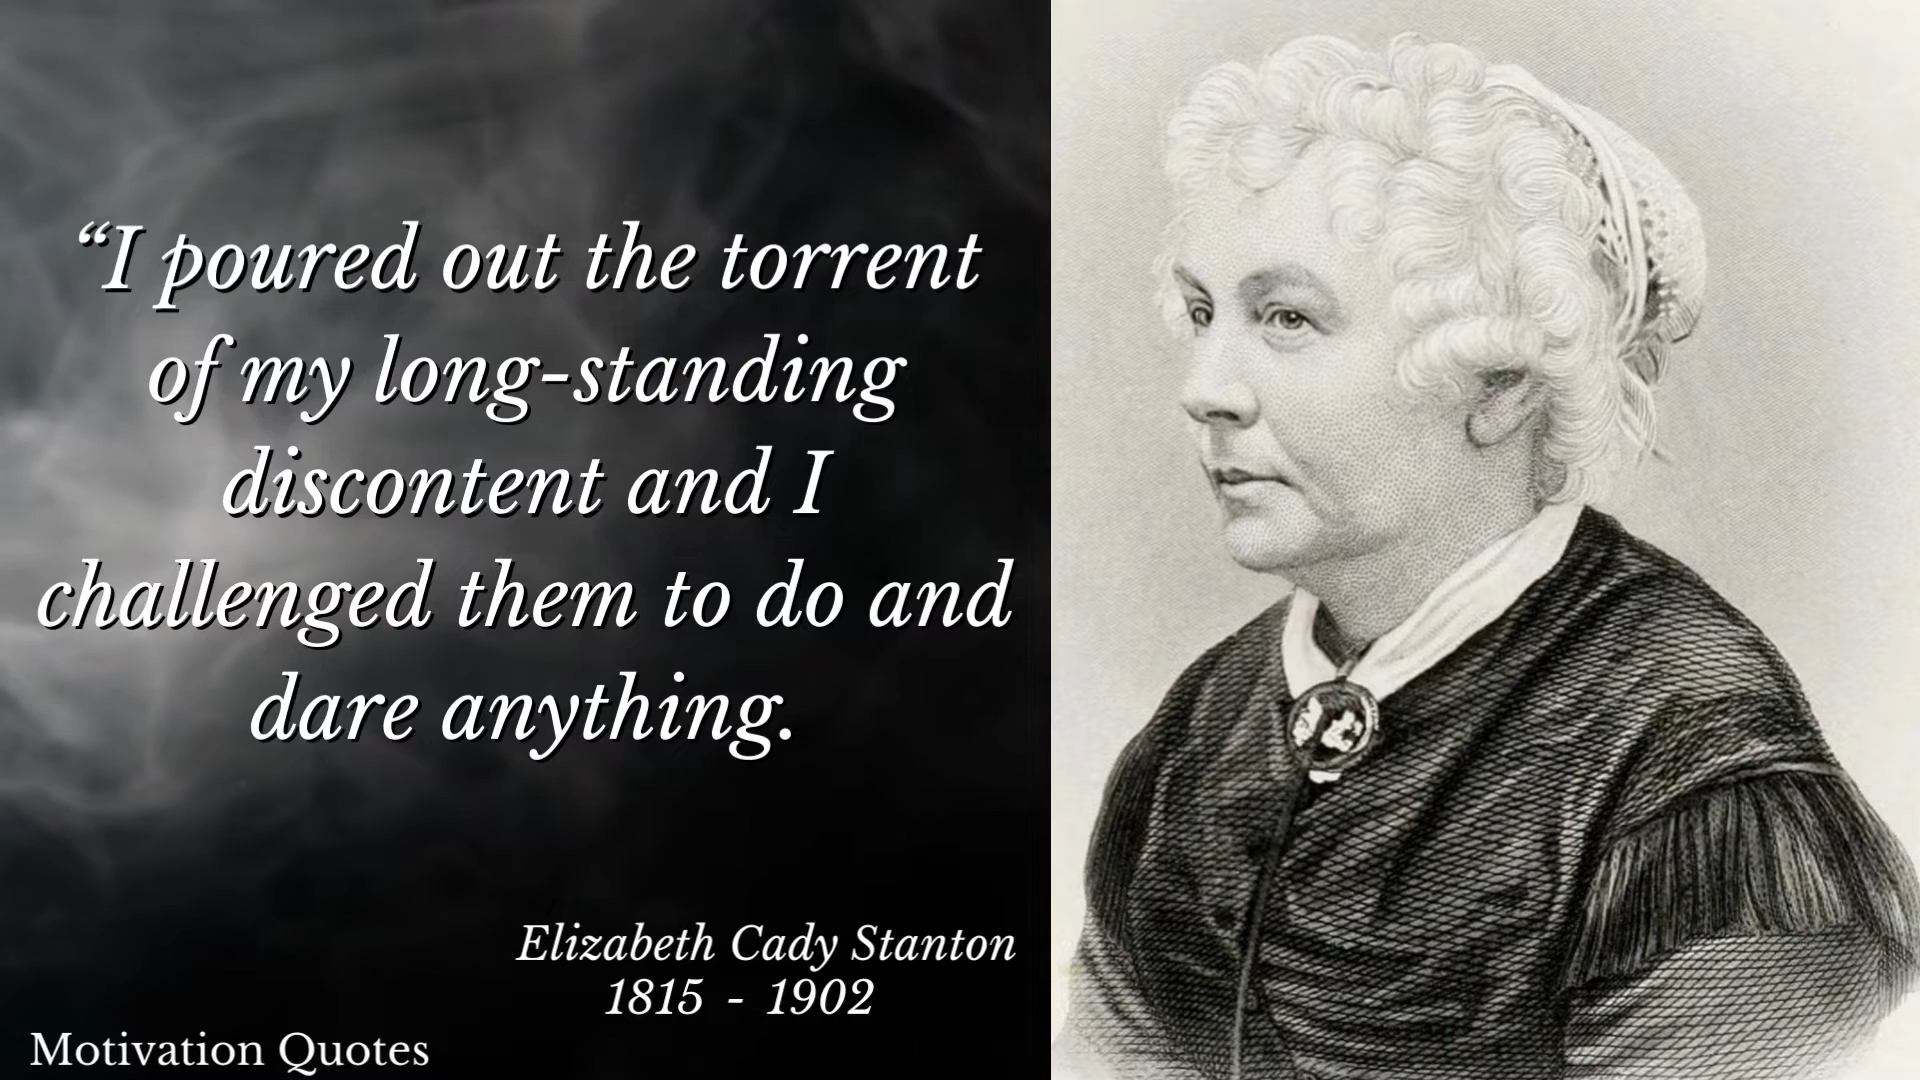 “I poured out the torrent
of my long-standing
discontent and I
challenged them to do and
dare anything.
Elizabeth Cady Stanton
1815 - 1902
Motivation Quotes